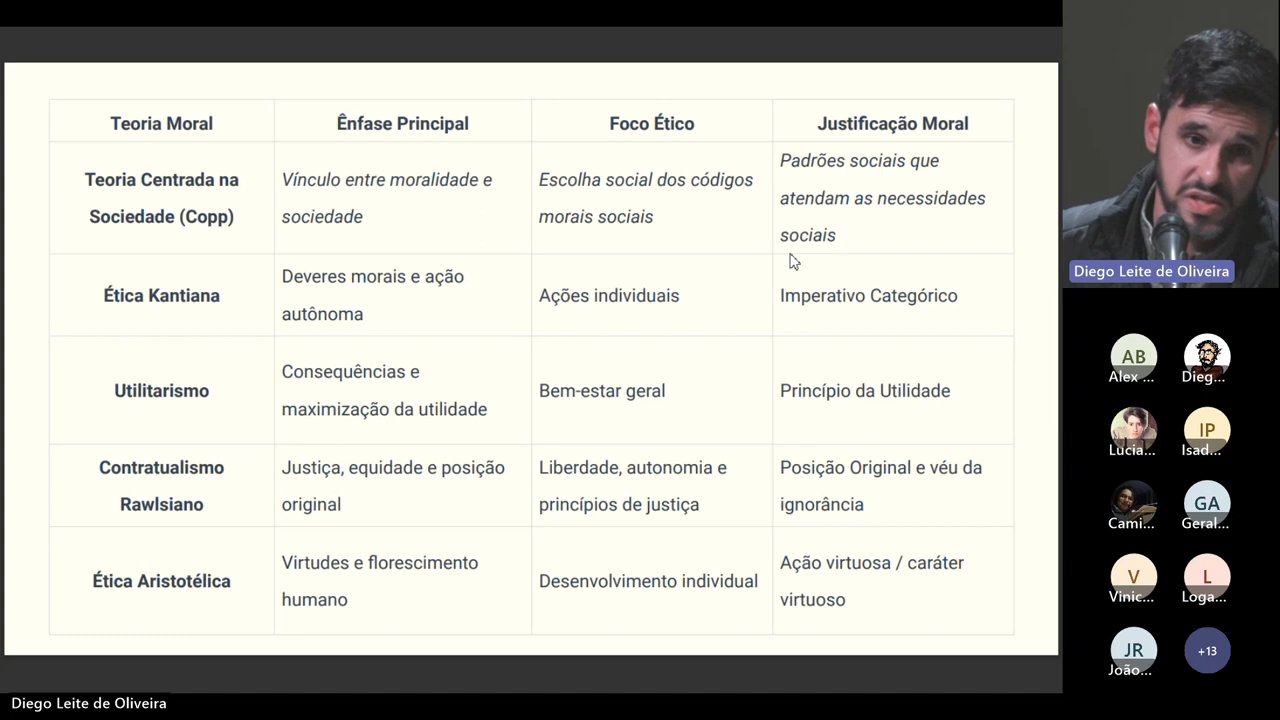 Teoria Moral
Ênfase Principal
Foco Ético
Justificação Moral
Teoria Centrada na
Sociedade (Copp)
Vínculo entre moralidade e
sociedade
Escolha social dos códigos
morais sociais
Padrões sociais que
atendam as necessidades
sociais
Ética Kantiana
Deveres morais e ação
autônoma
Ações individuais
Imperativo Categórico
Utilitarismo
Consequências e
maximização da utilidade
Bem-estar geral
Princípio da Utilidade
Contratualismo
Rawlsiano
Justiça, equidade e posição
original
Liberdade, autonomia e
princípios de justiça
Posição Original e véu da
ignorância
Ética Aristotélica
Virtudes e florescimento
humano
Desenvolvimento individual
Ação virtuosa / caráter
virtuoso
Diego Leite de Oliveira
AB
Alex ...
Dieg...
Lucia...
IP
Isad...
Cami...
GA
Geral...
V
Vinic...
L
Loga...
JR
João...
+13
Diego Leite de Oliveira